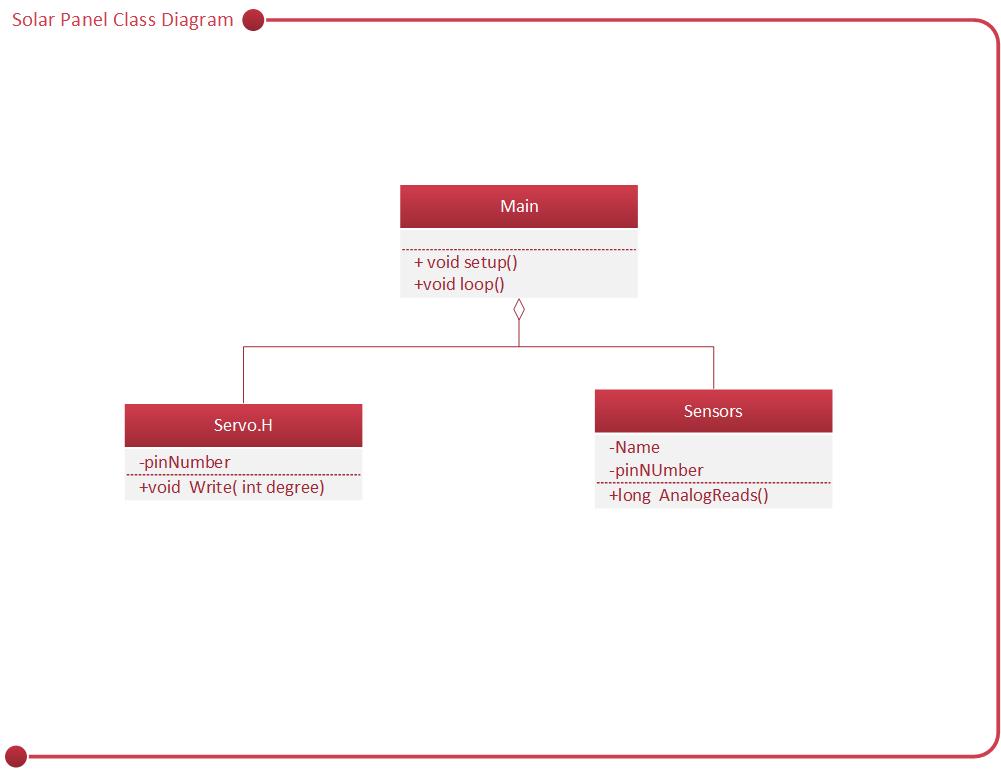 Solar Panel Class Diagram
Main
+ void setup()
+void loop()
Servo.H
-pinNumber
+void  Write( int degree)
Sensors
-Name
-pinNUmber
+long  AnalogReads()